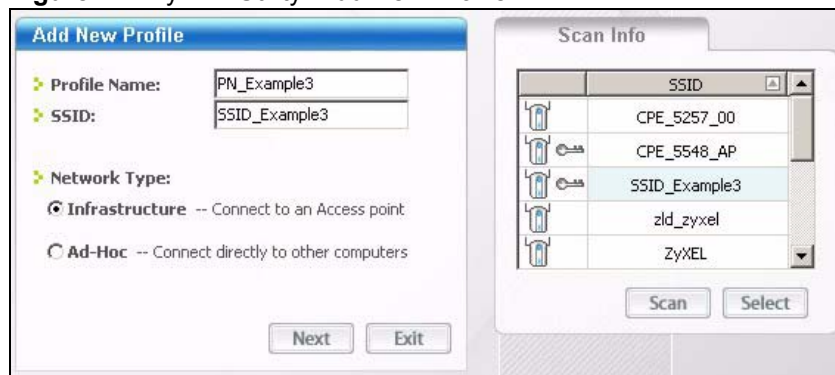 Add New Profile
Profile Name: PN_Example3
SSID: SSID_Example3
Network Type:
Infrastructure -- Connect to an Access point
Ad-Hoc -- Connect directly to other computers
Next Exit
Scan Info
SSID
CPE_5257_00
CPE_5548_AP
SSID_Example3
zld_zyxel
ZyXEL
Scan Select